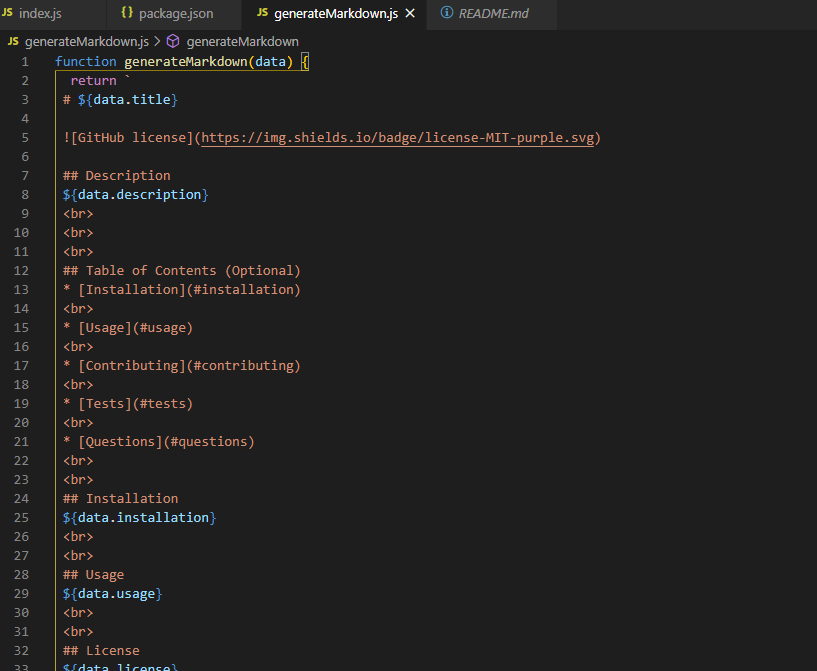 JS index.js {} package.json JS generateMarkdown.js × ⓘ README.md
JS generateMarkdown.js > generateMarkdown
1 function generateMarkdown(data) {
2 return `
3 # ${data.title}
4
5 ![GitHub license](https://img.shields.io/badge/license-MIT-purple.svg)
6
7 ## Description
8 ${data.description}
9 <br>
10 <br>
11 <br>
12 ## Table of Contents (Optional)
13 * [Installation](#installation)
14 <br>
15 * [Usage](#usage)
16 <br>
17 * [Contributing](#contributing)
18 <br>
19 * [Tests](#tests)
20 <br>
21 * [Questions](#questions)
22 <br>
23 <br>
24 ## Installation
25 ${data.installation}
26 <br>
27 <br>
28 ## Usage
29 ${data.usage}
30 <br>
31 <br>
32 ## License
33 ${data.license}